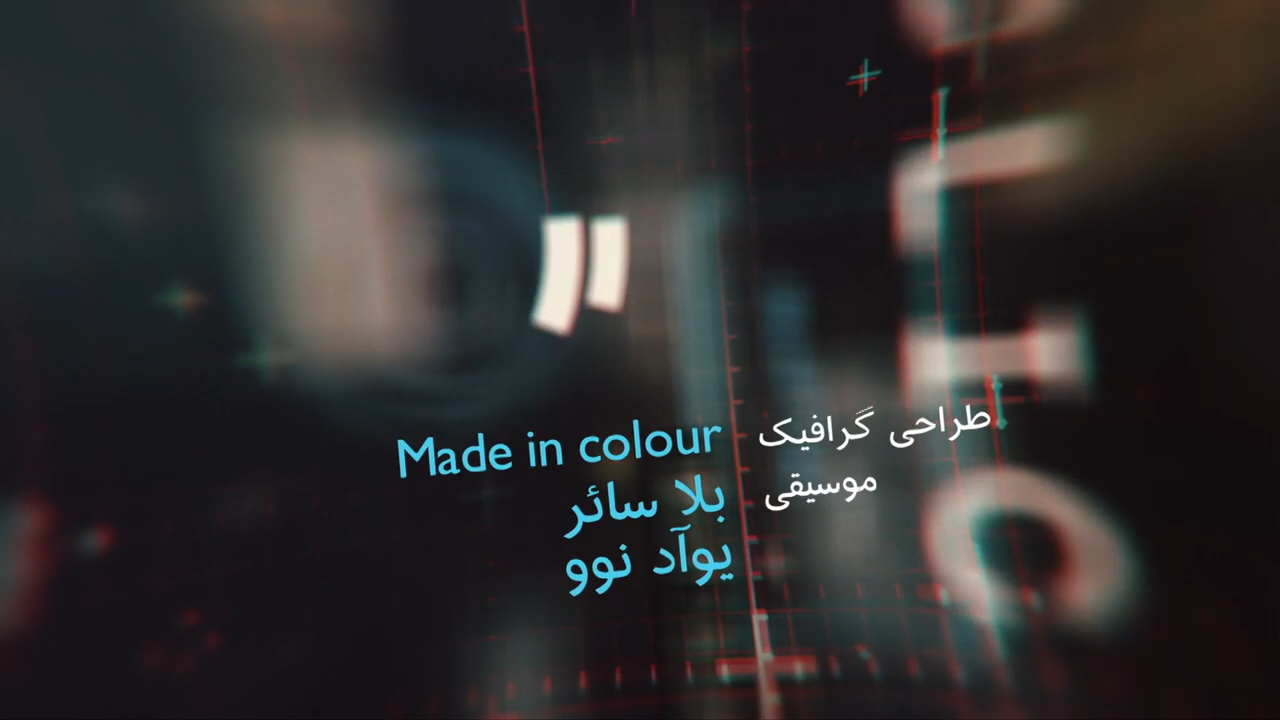 طراحی گرافیک
Made in colour
موسیقی
بلا سائر
یوآد نوو